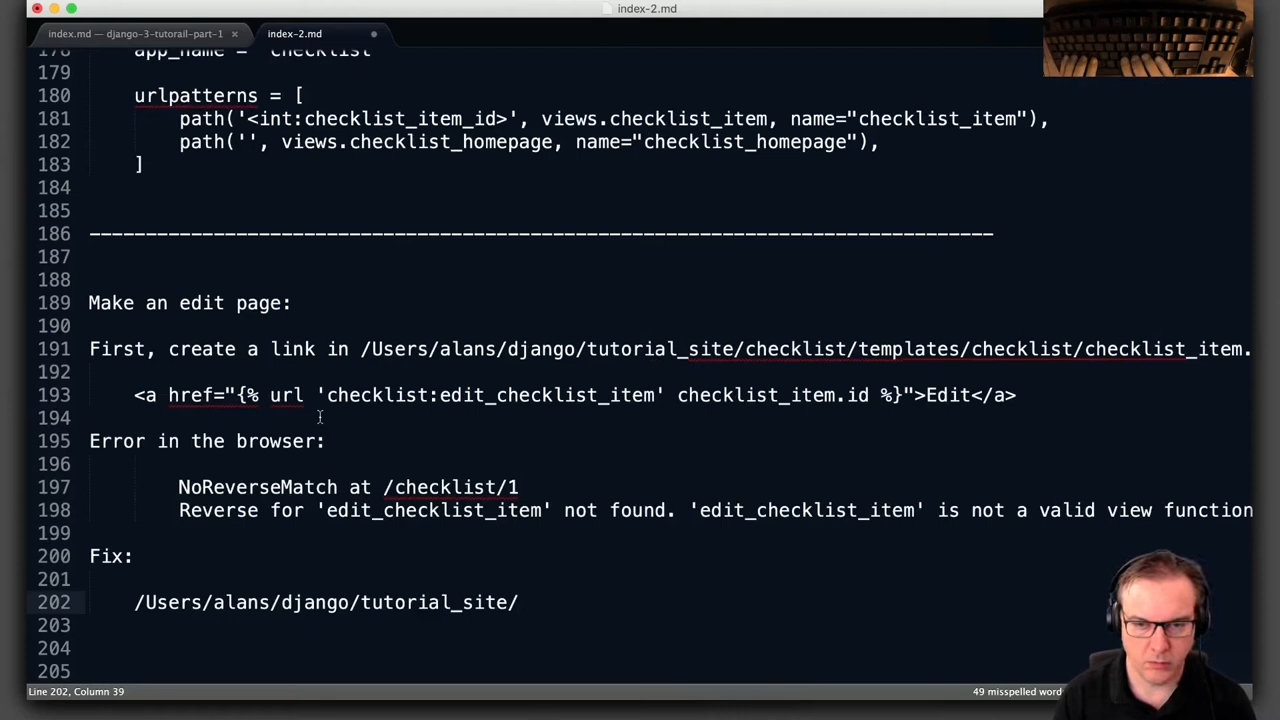 index-2.md
index.md — django-3-tutorail-part-1 ×
index-2.md
178 app_name = 'checklist'
179
180 urlpatterns = [
181 path('<int:checklist_item_id>', views.checklist_item, name="checklist_item"),
182 path('', views.checklist_homepage, name="checklist_homepage"),
183 ]
184
185
186 --------------------------------------------------------------------------------
187
188
189 Make an edit page:
190
191 First, create a link in /Users/alans/django/tutorial_site/checklist/templates/checklist/checklist_item.
192
193 <a href="{% url 'checklist:edit_checklist_item' checklist_item.id %}">Edit</a>
194
195 Error in the browser:
196
197 NoReverseMatch at /checklist/1
198 Reverse for 'edit_checklist_item' not found. 'edit_checklist_item' is not a valid view function
199
200 Fix:
201
202 /Users/alans/django/tutorial_site/
203
204
205
Line 202, Column 39
49 misspelled word